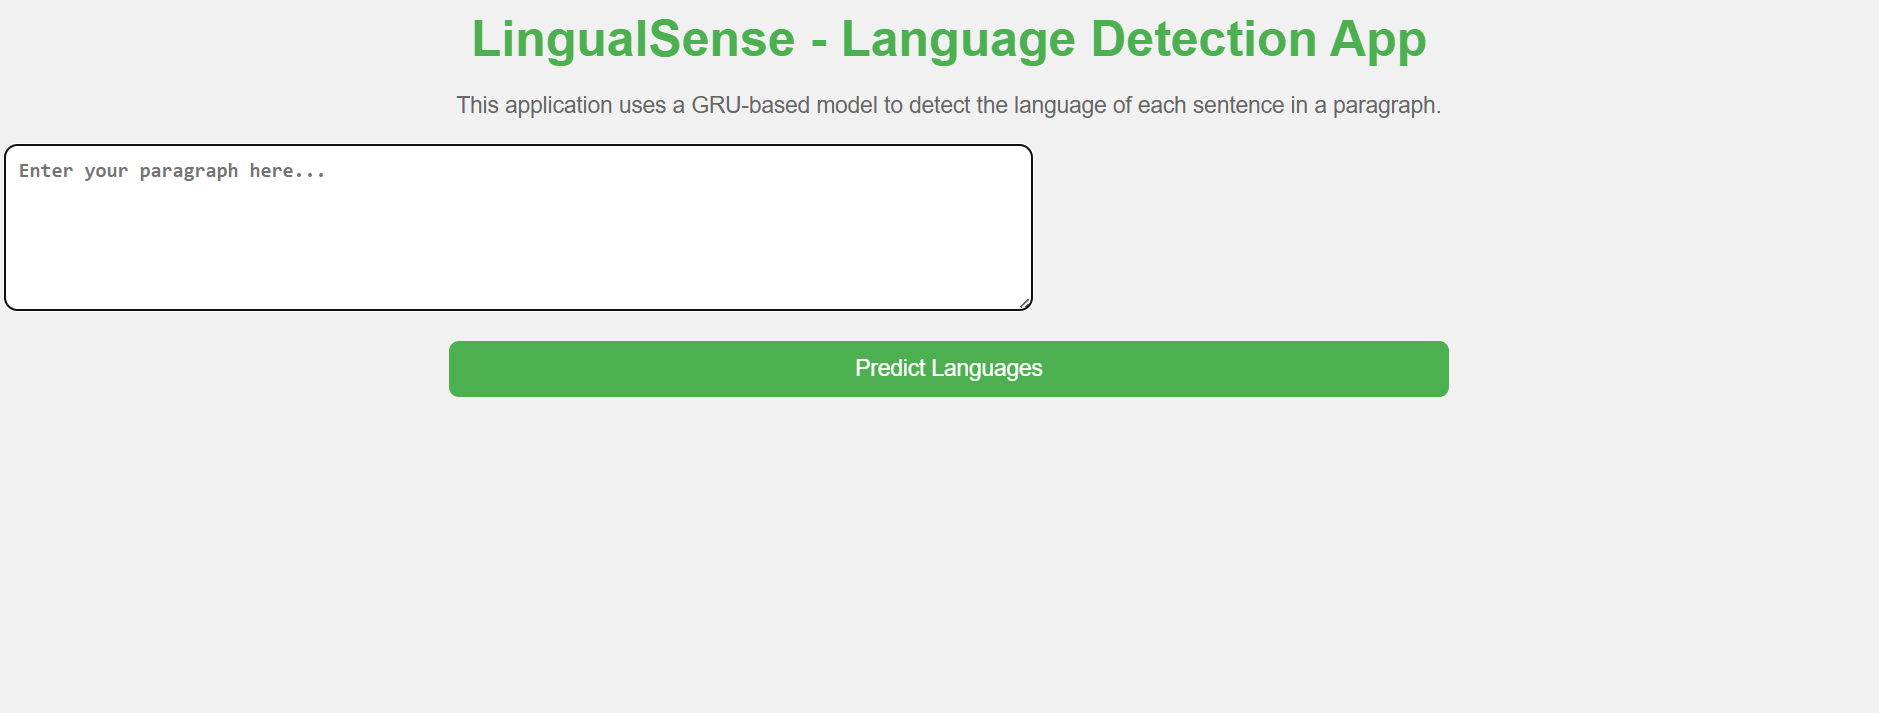 LingualSense - Language Detection App
This application uses a GRU-based model to detect the language of each sentence in a paragraph.
Enter your paragraph here...
Predict Languages